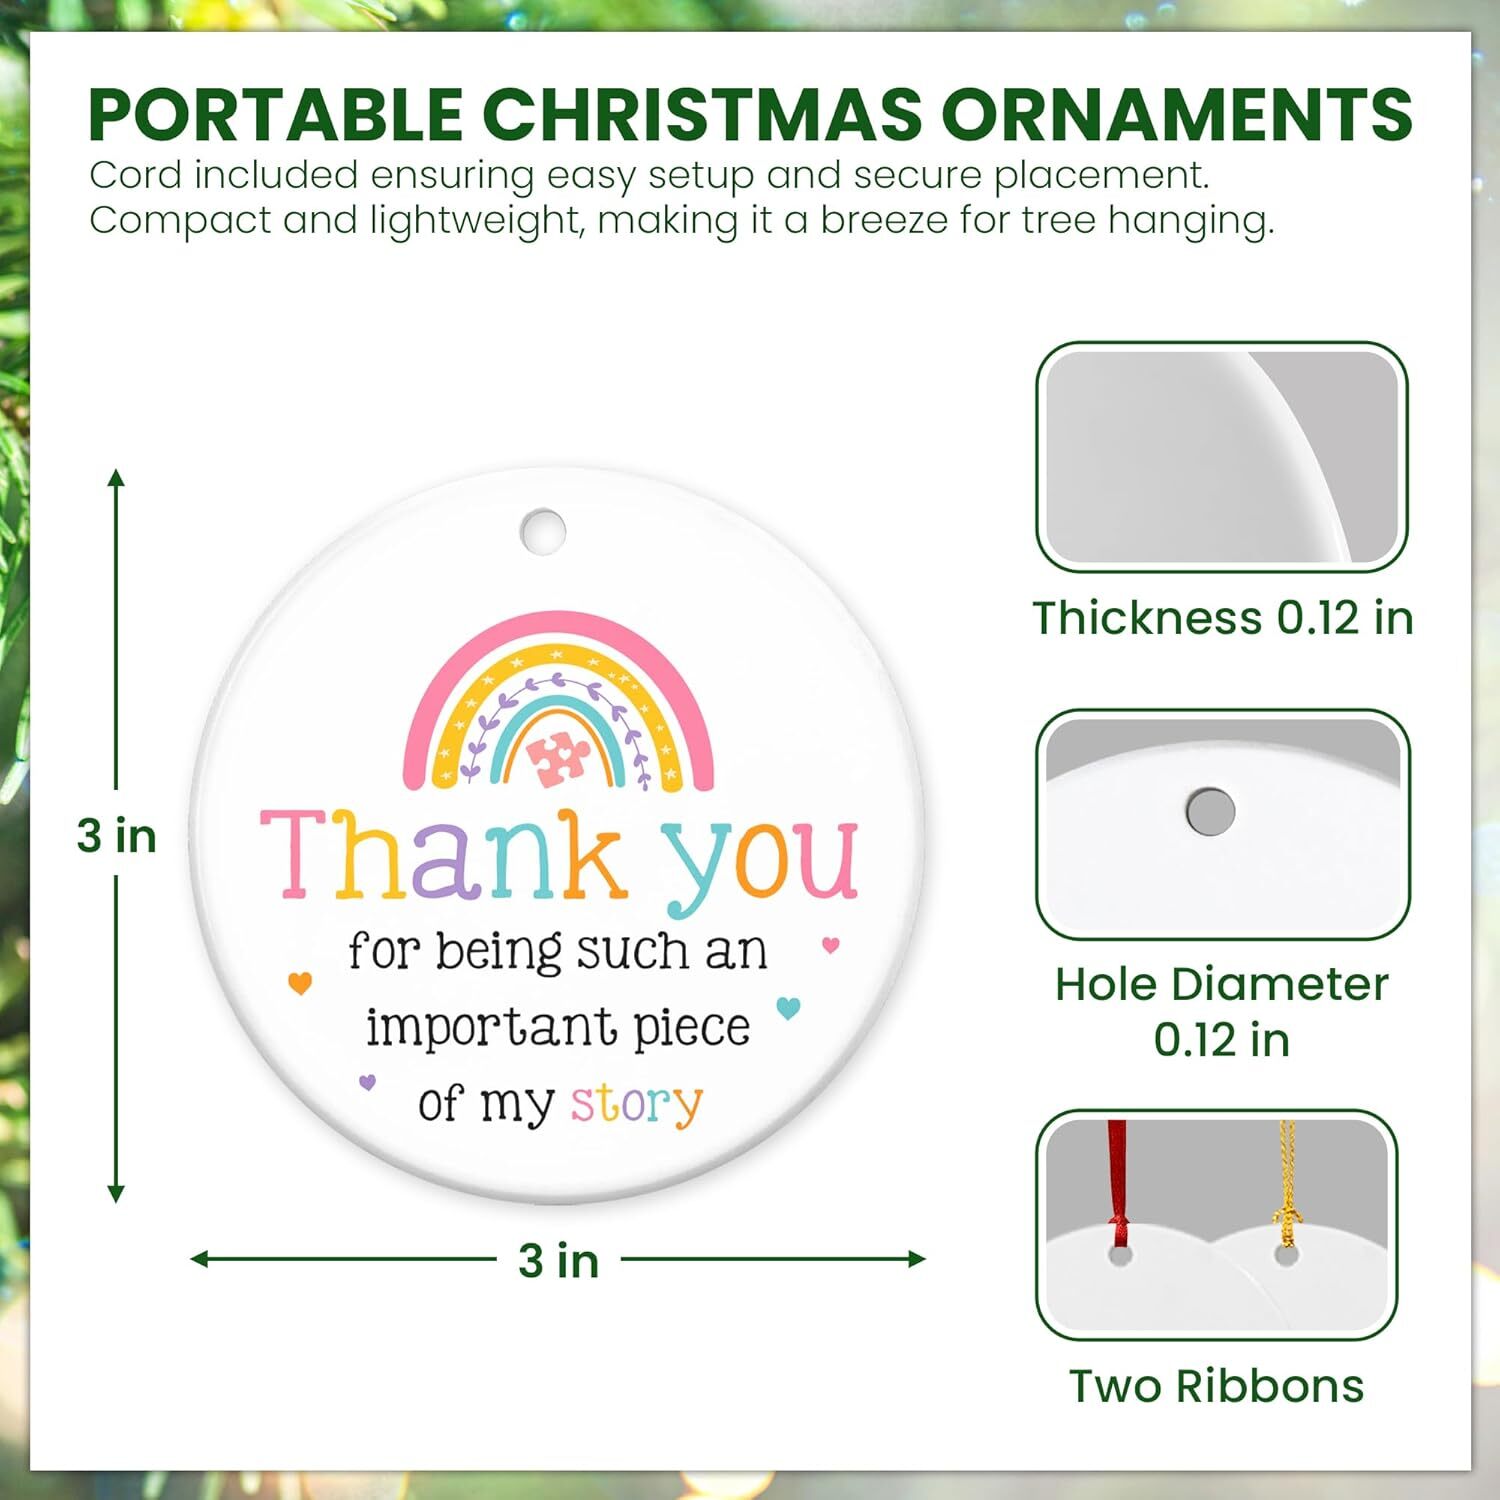 PORTABLE CHRISTMAS ORNAMENTS
Cord included ensuring easy setup and secure placement.
Compact and lightweight, making it a breeze for tree hanging.
3 in
Thank you
for being such an
important piece
of my story
3 in
Thickness 0.12 in
Hole Diameter
0.12 in
Two Ribbons